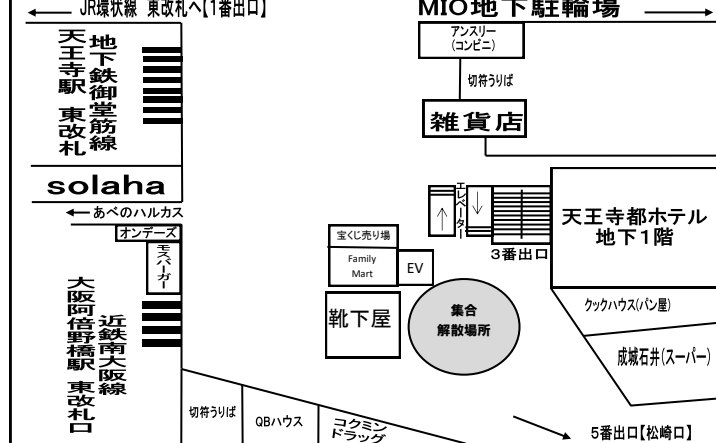 JR環状線 東改札へ【1番出口】
MIO地下駐輪場
アンスリー
(コンビニ)
切符うりば
雑貨店
地下鉄御堂筋線
天王寺駅 東改札
solaha
あべのハルカス
オンデーズ
モスバーガー
近鉄南大阪線
大阪阿倍野橋駅 東改札口
エレベーター
3番出口
天王寺都ホテル
地下1階
宝くじ売り場
Family
Mart
EV
靴下屋
集合
解散場所
クックハウス(パン屋)
成城石井(スーパー)
切符うりば
QBハウス
コクミン
ドラッグ
5番出口【松崎口】